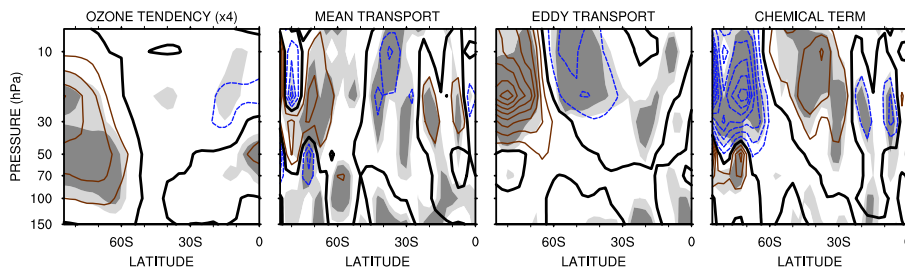 OZONE TENDENCY (x4) MEAN TRANSPORT EDDY TRANSPORT CHEMICAL TERM
PRESSURE (hPa)
10
30
50
70
100
150
60S 30S 0 60S 30S 0 60S 30S 0 60S 30S 0
LATITUDE LATITUDE LATITUDE LATITUDE